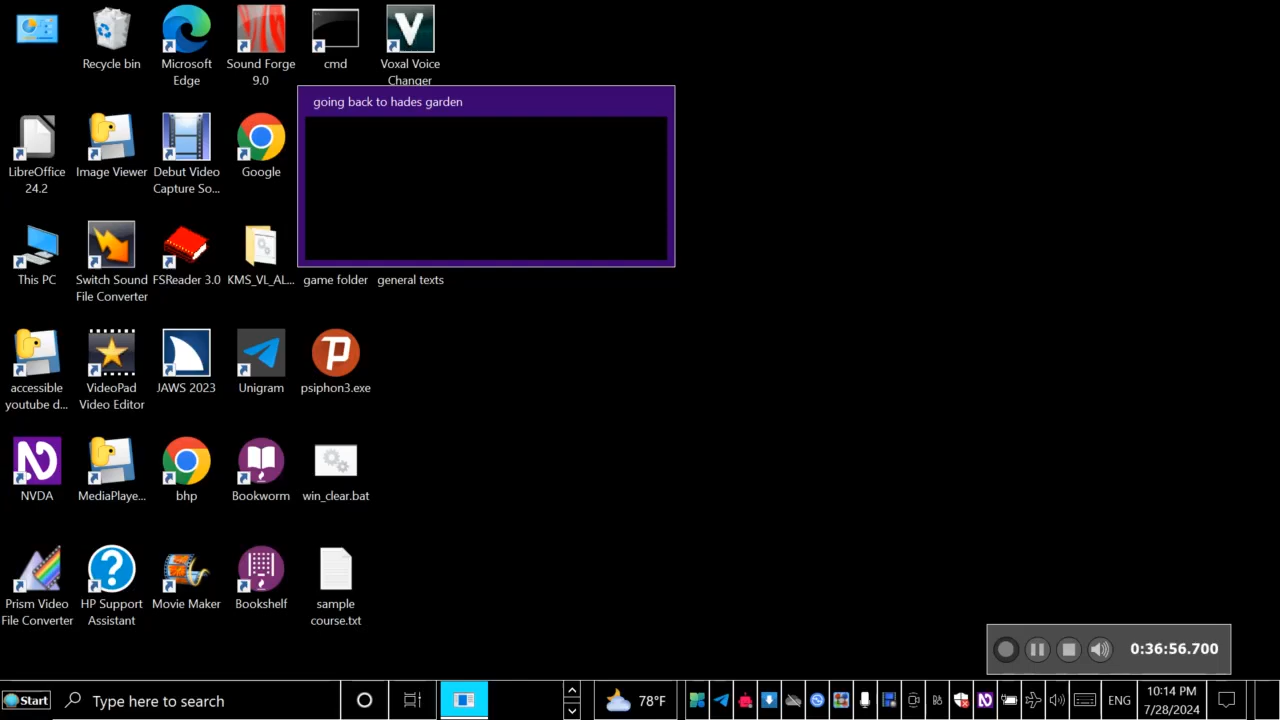 Recycle bin
Microsoft
Edge
Sound Forge
9.0
cmd
Voxal Voice
Changer
going back to hades garden
LibreOffice
24.2
Image Viewer
Debut Video
Capture So...
Google
This PC
Switch Sound
File Converter
FSReader 3.0
KMS_VL_AL...
game folder
general texts
accessible
youtube d...
VideoPad
Video Editor
JAWS 2023
Unigram
psiphon3.exe
NVDA
MediaPlaye...
bhp
Bookworm
win_clear.bat
Prism Video
File Converter
HP Support
Assistant
Movie Maker
Bookshelf
sample
course.txt
0:36:56.700
Start
Type here to search
78°F
ENG
10:14 PM
7/28/2024